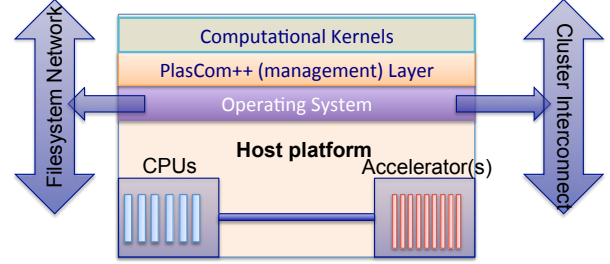 Computational Kernels
PlasCom++ (management) Layer
Operating System
Host platform
CPUs
Accelerator(s)
Filesystem Network
Cluster Interconnect